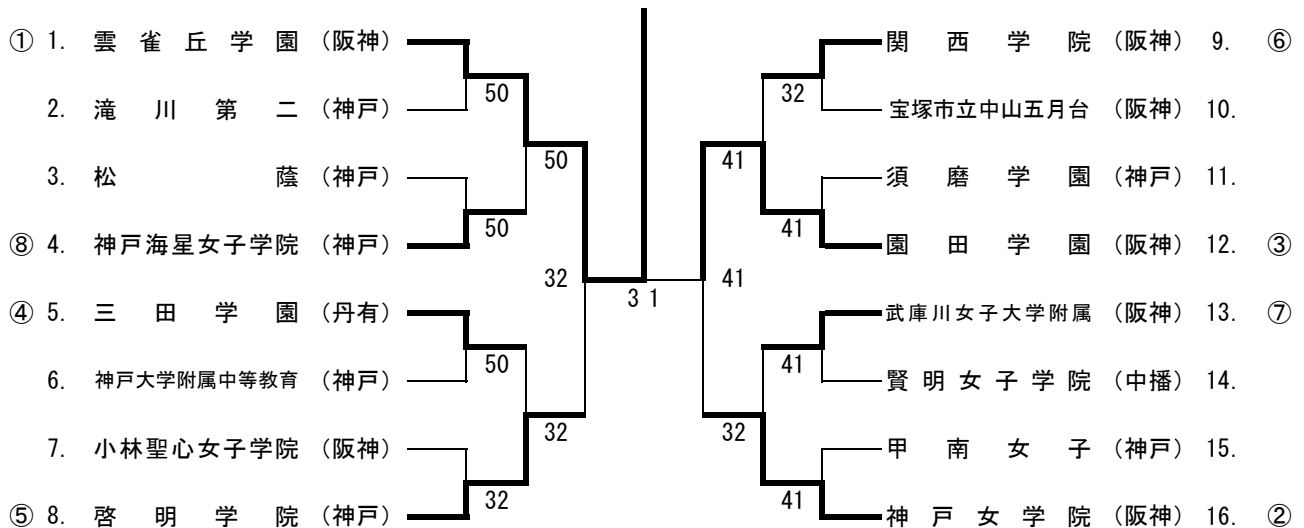 ① 1. 雲雀丘学園 (阪神) 関西学院 (阪神) 9. ⑥
50 32
2. 滝川第二 (神戸) 宝塚市立中山五月台 (阪神) 10.
50 41
3. 松蔭 (神戸) 須磨学園 (神戸) 11.
50 41
⑧ 4. 神戸海星女子学院 (神戸) 園田学園 (阪神) 12. ③
32 3 1 41
④ 5. 三田学園 (丹有) 武庫川女子大学附属 (阪神) 13. ⑦
50 41
6. 神戸大学附属中等教育 (神戸) 賢明女子学院 (中播) 14.
32 32
7. 小林聖心女子学院 (阪神) 甲南女子 (神戸) 15.
32 41
⑤ 8. 啓明学院 (神戸) 神戸女学院 (阪神) 16. ②